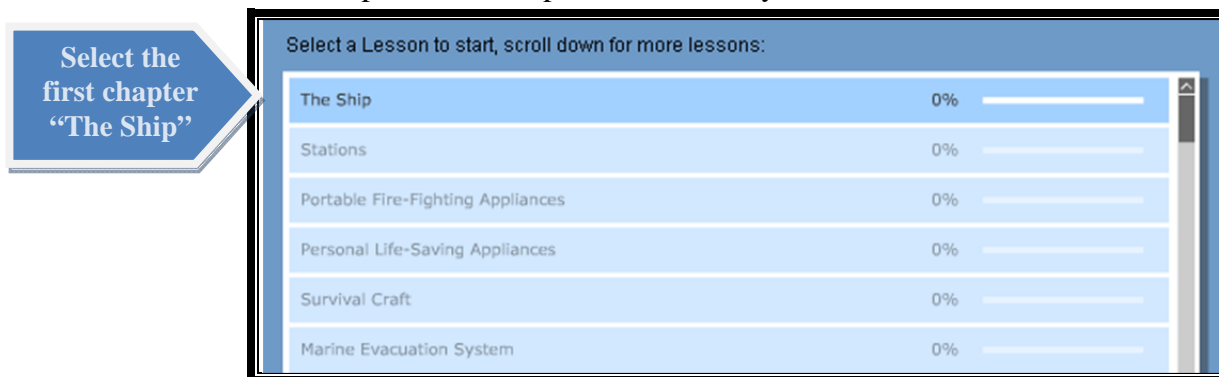 Select the
first chapter
“The Ship”
Select a Lesson to start, scroll down for more lessons:
The Ship 0%
Stations 0%
Portable Fire-Fighting Appliances 0%
Personal Life-Saving Appliances 0%
Survival Craft 0%
Marine Evacuation System 0%